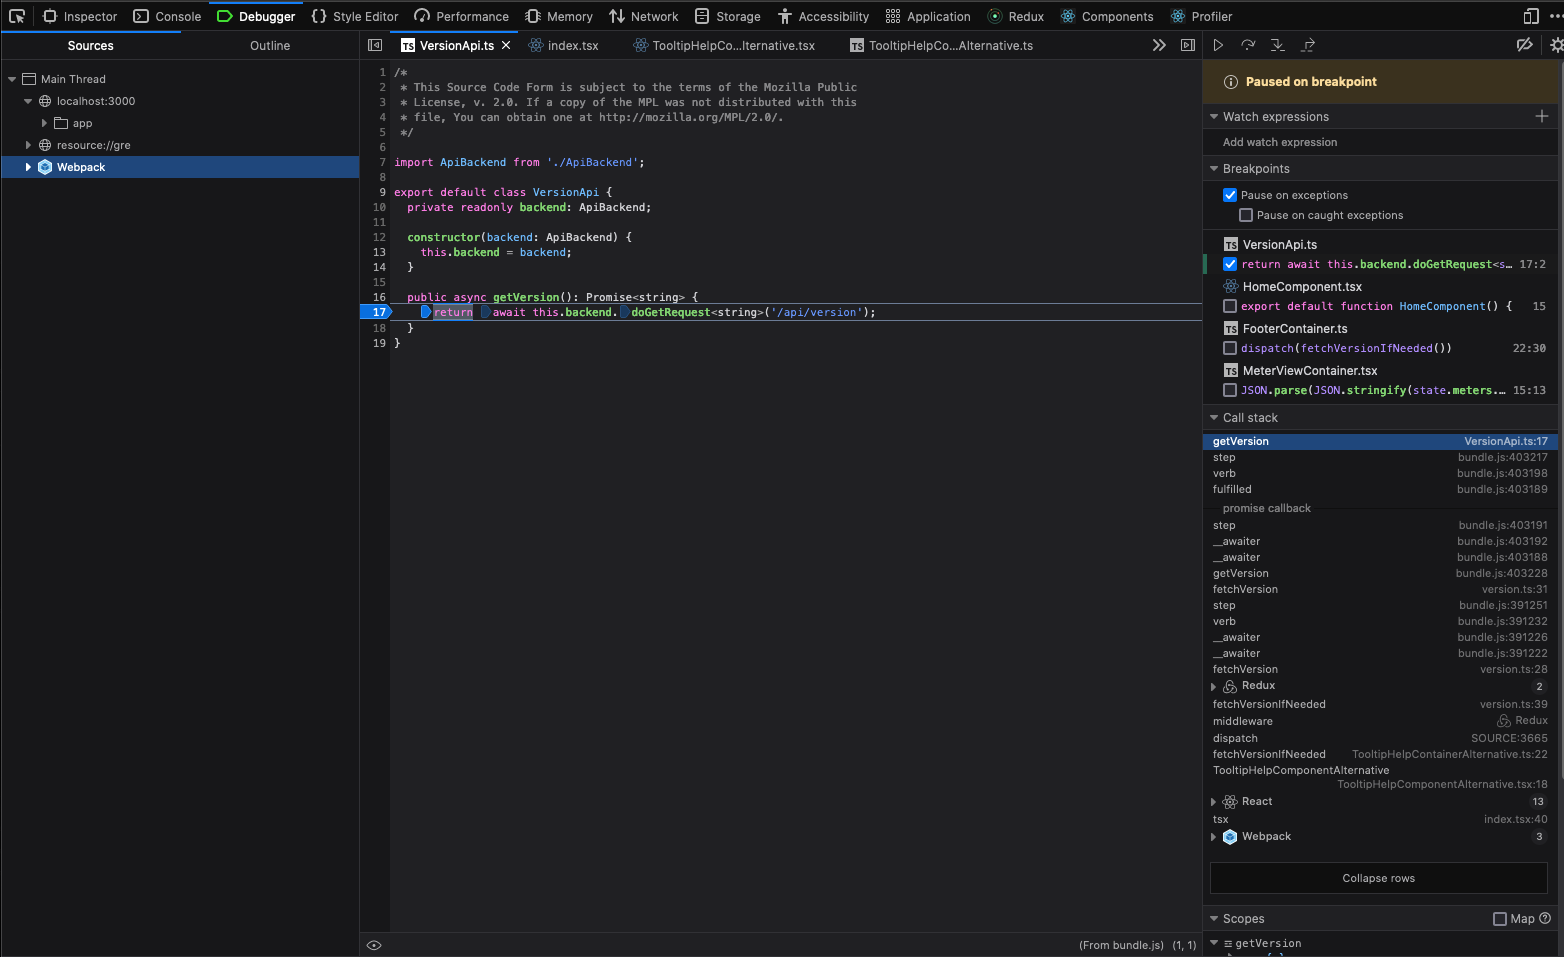 Inspector Console Debugger Style Editor Performance Memory Network Storage Accessibility Application Redux Components Profiler
Sources Outline
Main Thread
localhost:3000
app
resource://gre
Webpack
TS VersionApi.ts index.tsx TooltipHelpCo...lternative.tsx TS TooltipHelpCo...Alternative.ts
1 /*
2 * This Source Code Form is subject to the terms of the Mozilla Public
3 * License, v. 2.0. If a copy of the MPL was not distributed with this
4 * file, You can obtain one at http://mozilla.org/MPL/2.0/.
5 */
6
7 import ApiBackend from './ApiBackend';
8
9 export default class VersionApi {
10 private readonly backend: ApiBackend;
11
12 constructor(backend: ApiBackend) {
13 this.backend = backend;
14 }
15
16 public async getVersion(): Promise<string> {
17 return await this.backend.doGetRequest<string>('/api/version');
18 }
19 }
(From bundle.js) (1, 1)
Paused on breakpoint
Watch expressions
Add watch expression
Breakpoints
Pause on exceptions
Pause on caught exceptions
TS VersionApi.ts
return await this.backend.doGetRequest<s... 17:2
HomeComponent.tsx
export default function HomeComponent() { 15
TS FooterContainer.ts
dispatch(fetchVersionIfNeeded()) 22:30
TS MeterViewContainer.tsx
JSON.parse(JSON.stringify(state.meters.... 15:13
Call stack
getVersion VersionApi.ts:17
step bundle.js:403217
verb bundle.js:403198
fulfilled bundle.js:403189
promise callback
step bundle.js:403191
__awaiter bundle.js:403192
__awaiter bundle.js:403188
getVersion bundle.js:403228
fetchVersion version.ts:31
step bundle.js:391251
verb bundle.js:391232
__awaiter bundle.js:391226
__awaiter bundle.js:391222
fetchVersion version.ts:28
Redux 2
fetchVersionIfNeeded version.ts:39
middleware Redux
dispatch SOURCE:3665
fetchVersionIfNeeded TooltipHelpContainerAlternative.ts:22
TooltipHelpComponentAlternative
TooltipHelpComponentAlternative.tsx:18
React 13
tsx index.tsx:40
Webpack 3
Collapse rows
Scopes Map
getVersion